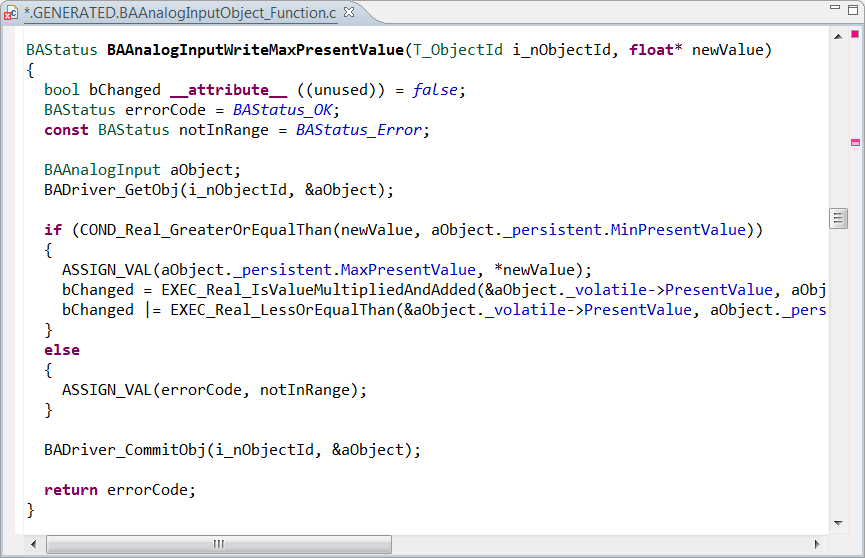 *.GENERATED.BAAnalogInputObject_Function.c
BAStatus BAAnalogInputWriteMaxPresentValue(T_ObjectId i_nObjectId, float* newValue)
{
  bool bChanged __attribute__ ((unused)) = false;
  BAStatus errorCode = BAStatus_OK;
  const BAStatus notInRange = BAStatus_Error;
  BAAnalogInput aObject;
  BADriver_GetObj(i_nObjectId, &aObject);
  if (COND_Real_GreaterOrEqualThan(newValue, aObject._persistent.MinPresentValue))
  {
    ASSIGN_VAL(aObject._persistent.MaxPresentValue, *newValue);
    bChanged = EXEC_Real_IsValueMultipliedAndAdded(&aObject._volatile->PresentValue, aObj
    bChanged |= EXEC_Real_LessOrEqualThan(&aObject._volatile->PresentValue, aObject._pers
  }
  else
  {
    ASSIGN_VAL(errorCode, notInRange);
  }
  BADriver_CommitObj(i_nObjectId, &aObject);
  return errorCode;
}